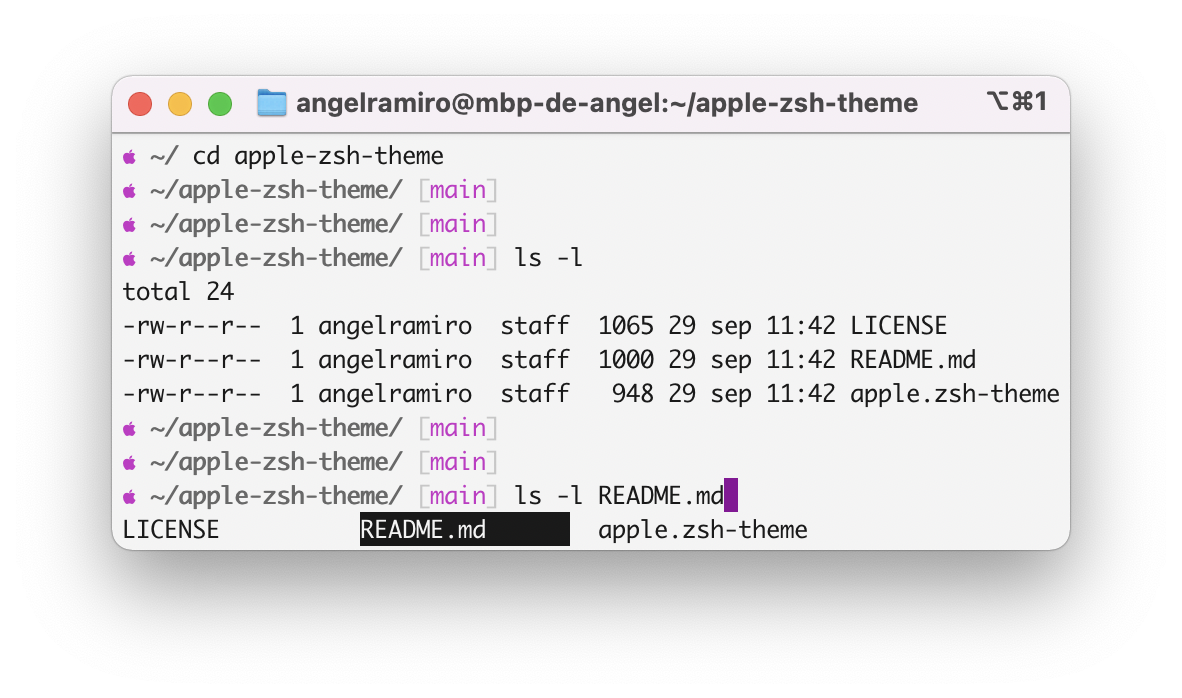 angelramiro@mbp-de-angel:~/apple-zsh-theme ⌥⌘1
 ~/ cd apple-zsh-theme
 ~/apple-zsh-theme/ [main]
 ~/apple-zsh-theme/ [main]
 ~/apple-zsh-theme/ [main] ls -l
total 24
-rw-r--r--  1 angelramiro  staff  1065 29 sep 11:42 LICENSE
-rw-r--r--  1 angelramiro  staff  1000 29 sep 11:42 README.md
-rw-r--r--  1 angelramiro  staff   948 29 sep 11:42 apple.zsh-theme
 ~/apple-zsh-theme/ [main]
 ~/apple-zsh-theme/ [main]
 ~/apple-zsh-theme/ [main] ls -l README.md
LICENSE          README.md        apple.zsh-theme